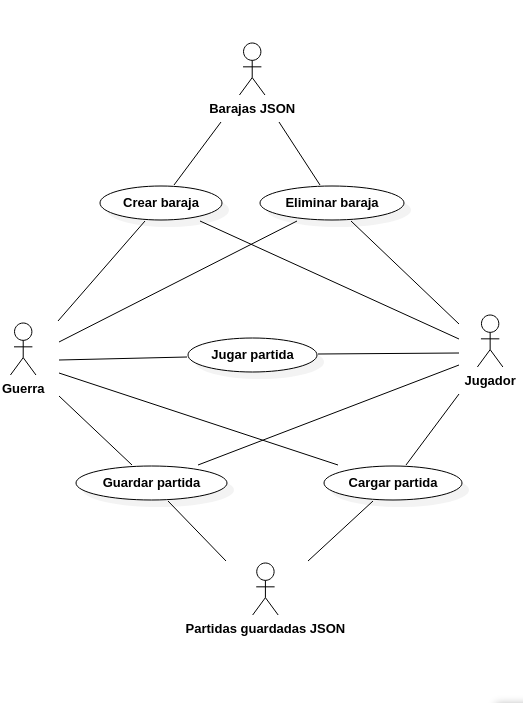 Barajas JSON
Crear baraja
Eliminar baraja
Guerra
Jugar partida
Jugador
Guardar partida
Cargar partida
Partidas guardadas JSON